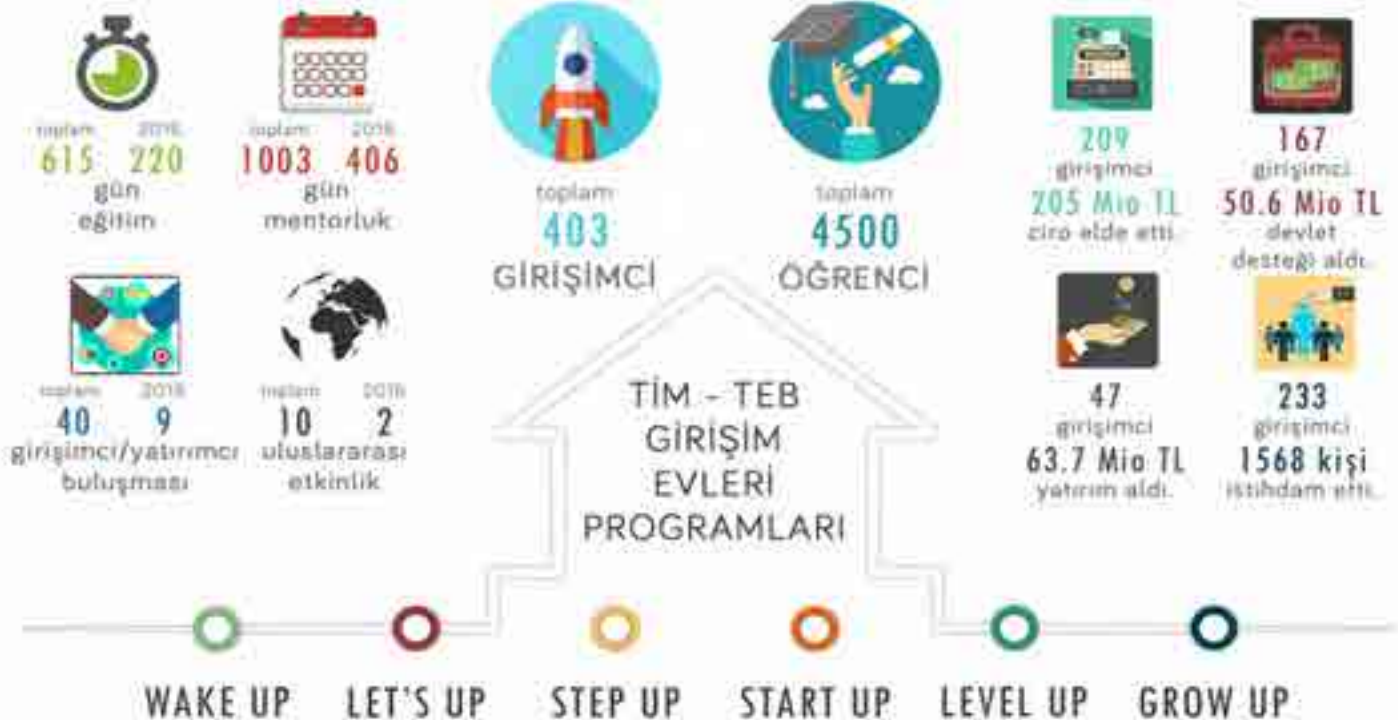 toplam 2016
615 220
gün
eğitim
toplam 2016
1003 406
gün
mentorluk
toplam
403
GİRİŞİMCİ
toplam
4500
ÖĞRENCİ
209
girişimci
205 Mio TL
ciro elde etti.
167
girişimci
50.6 Mio TL
devlet
desteği aldı.
toplam 2016
40 9
girişimci/yatırımcı
buluşması
toplam 2016
10 2
uluslararası
etkinlik
47
girişimci
63.7 Mio TL
yatırım aldı.
233
girişimci
1568 kişi
istihdam etti.
TİM - TEB
GİRİŞİM
EVLERİ
PROGRAMLARI
WAKE UP LET'S UP STEP UP START UP LEVEL UP GROW UP